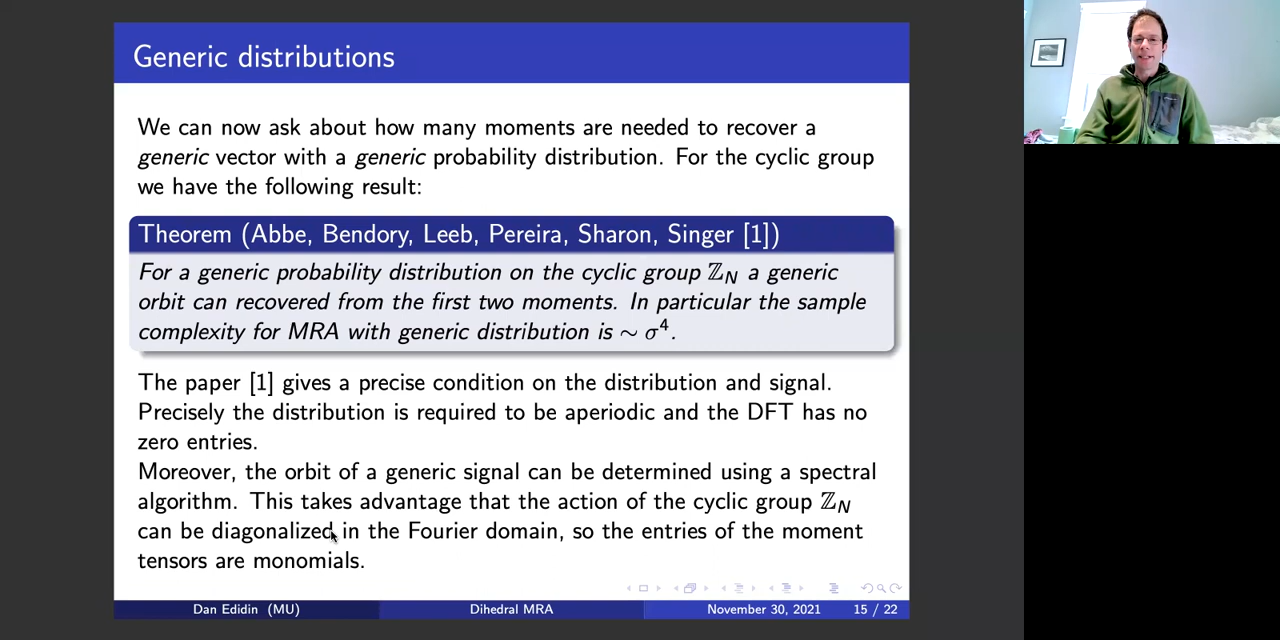 Generic distributions
We can now ask about how many moments are needed to recover a
generic vector with a generic probability distribution. For the cyclic group
we have the following result:
Theorem (Abbe, Bendory, Leeb, Pereira, Sharon, Singer [1])
For a generic probability distribution on the cyclic group ℤ_N a generic
orbit can recovered from the first two moments. In particular the sample
complexity for MRA with generic distribution is ∼ σ⁴.
The paper [1] gives a precise condition on the distribution and signal.
Precisely the distribution is required to be aperiodic and the DFT has no
zero entries.
Moreover, the orbit of a generic signal can be determined using a spectral
algorithm. This takes advantage that the action of the cyclic group ℤ_N
can be diagonalized in the Fourier domain, so the entries of the moment
tensors are monomials.
Dan Edidin (MU) Dihedral MRA November 30, 2021 15 / 22